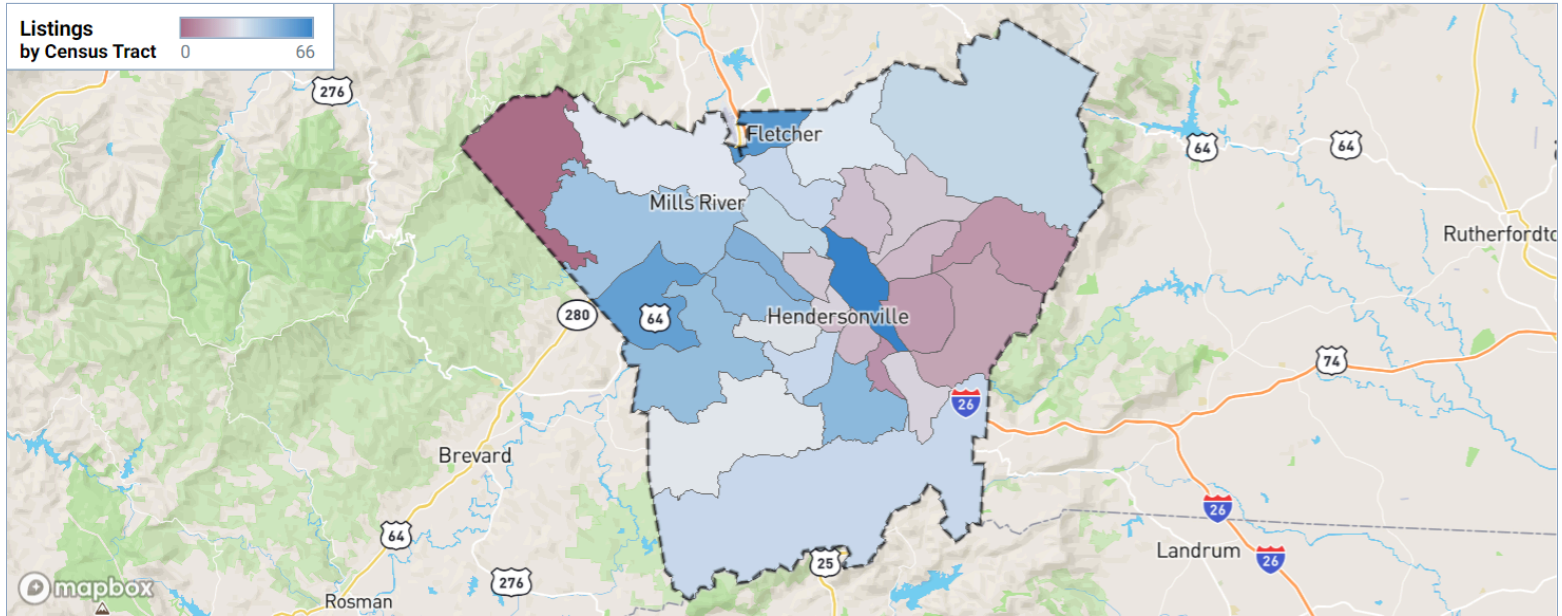 Listings
by Census Tract
0
66
276
Fletcher
64
64
Mills River
Rutherfordto
280
64
Hendersonville
74
26
Brevard
26
64
Landrum
25
26
276
mapbox
Rosman